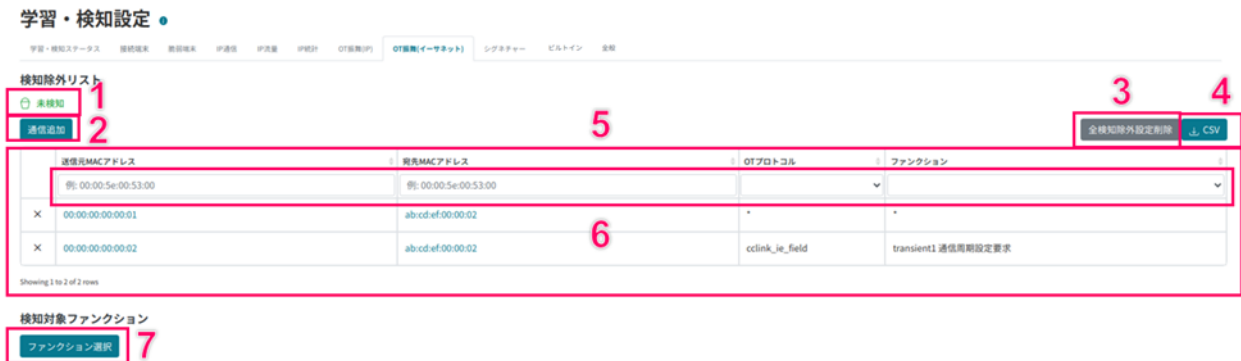 学習・検知設定
学習・検知ステータス 接続端末 脆弱端末 IP通信 IP流量 IP統計 OT振舞(IP) OT振舞(イーサネット) シグネチャー ビルトイン 全般
検知除外リスト
未検知 1
通信追加 2 5 3 全検知除外設定削除 4 CSV
送信元MACアドレス 宛先MACアドレス OTプロトコル ファンクション
例: 00:00:5e:00:53:00 例: 00:00:5e:00:53:00
× 00:00:00:00:00:01 ab:cd:ef:00:00:02 * *
6
× 00:00:00:00:00:02 ab:cd:ef:00:00:02 cclink_ie_field transient1 通信周期設定要求
Showing 1 to 2 of 2 rows
検知対象ファンクション
ファンクション選択 7